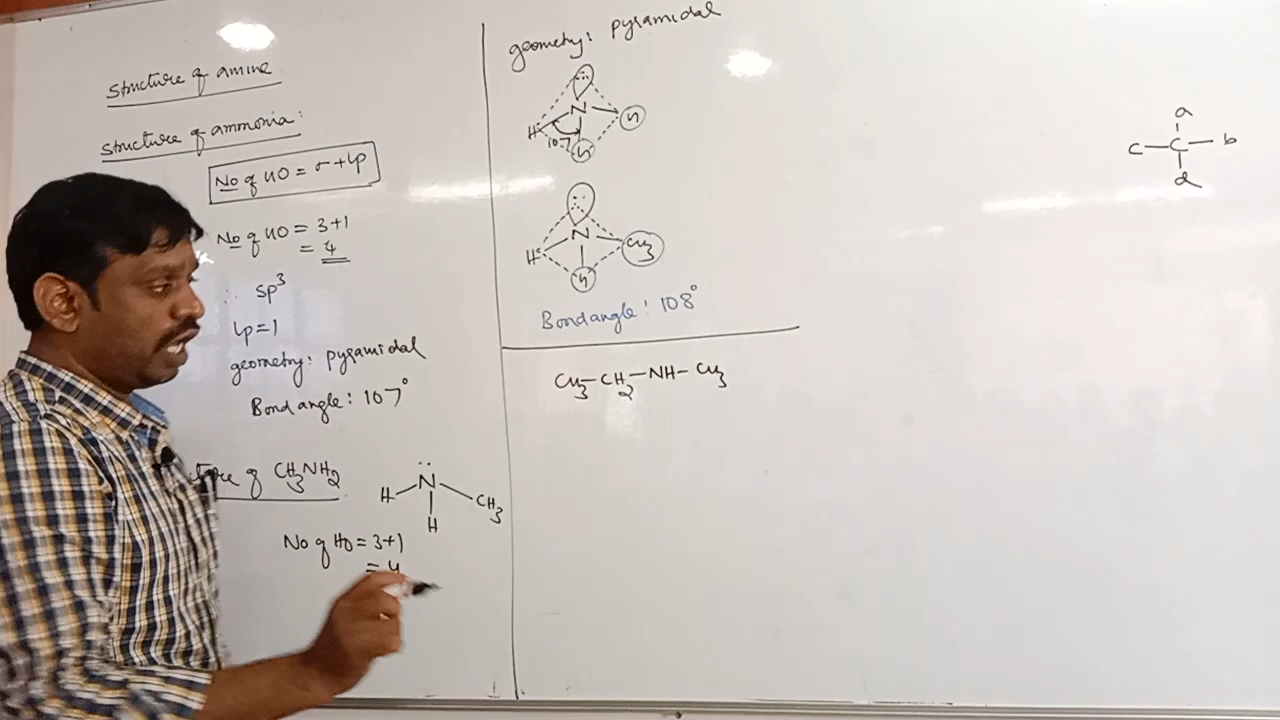 Structure of amine
Structure of ammonia:
No of HO = σ + lp
No of HO = 3+1
= 4
∴ sp³
lp=1
geometry: pyramidal
Bond angle: 107°
of CH₃NH₂
N
H
CH₃
H
No of HO = 3+1
= 4
geometry: pyramidal
N
H
H
107
H
N
H
CH₃
H
Bond angle: 108°
CH₃-CH₂-NH-CH₃
a
c-C-b
d